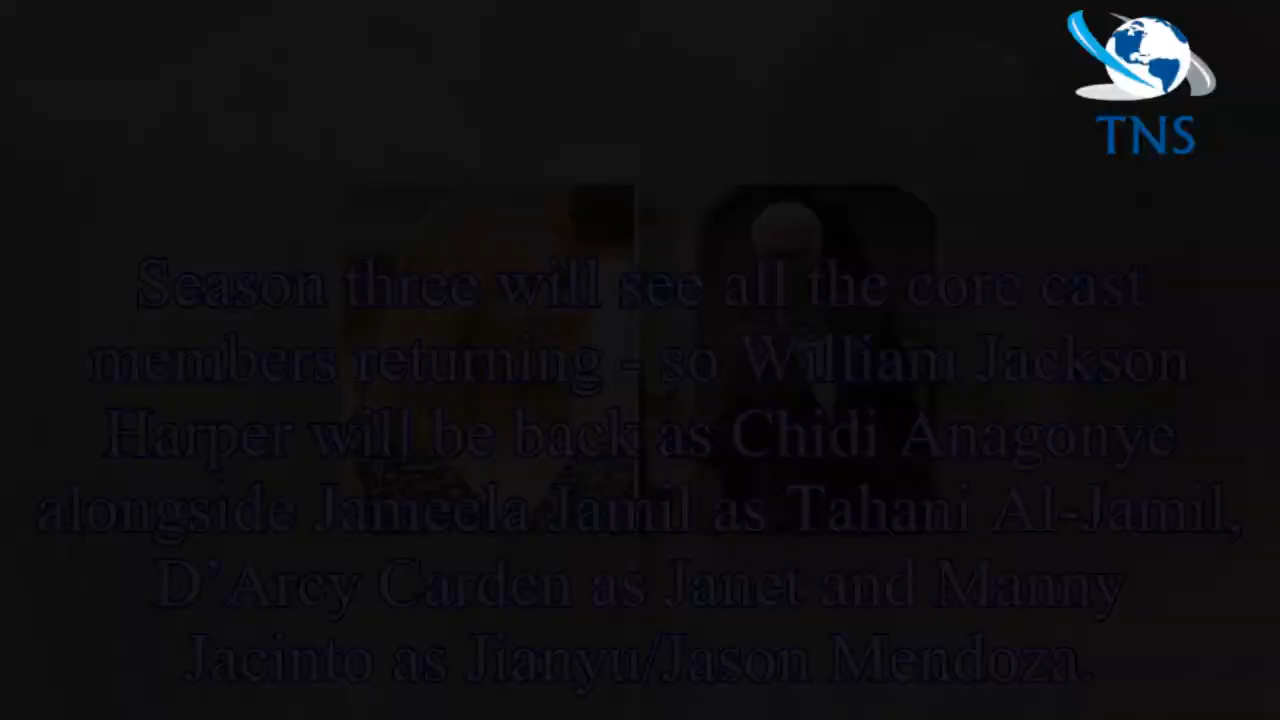 TNS
Season three will see all the core cast
members returning - so William Jackson
Harper will be back as Chidi Anagonye
alongside Jameela Jamil as Tahani Al-Jamil,
D'Arcy Carden as Janet and Manny
Jacinto as Jianyu/Jason Mendoza.